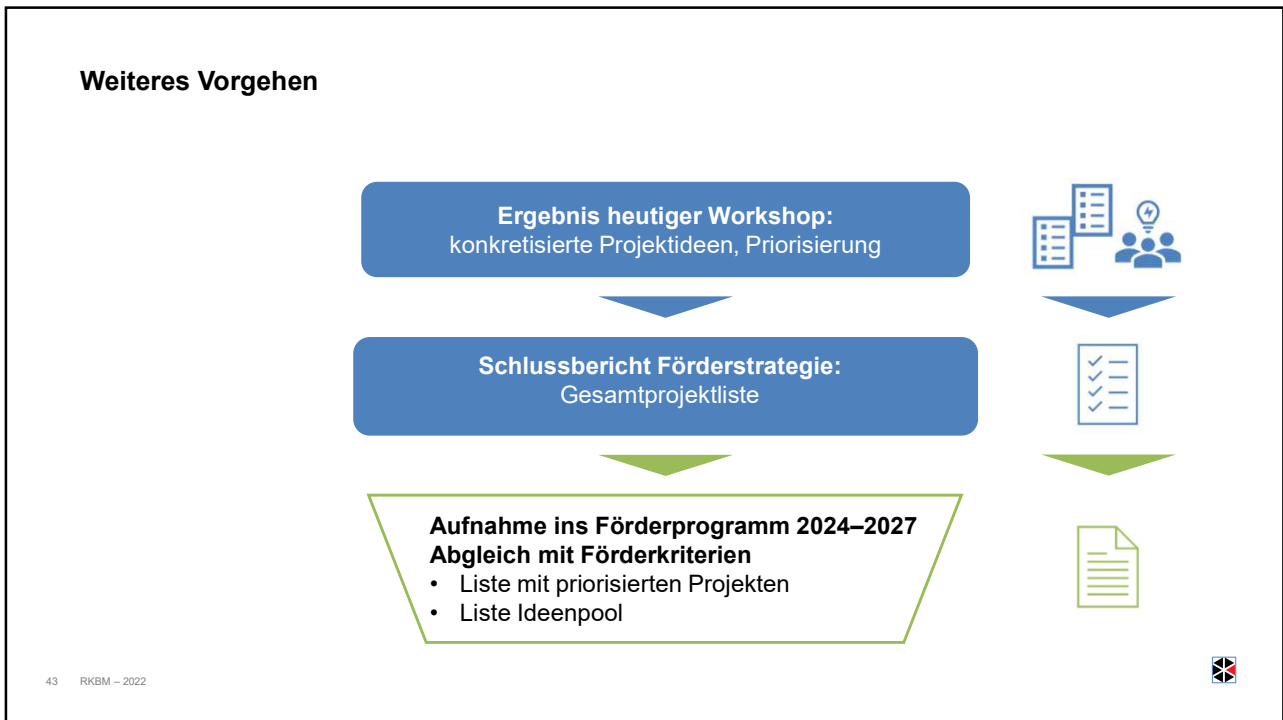 Weiteres Vorgehen
Ergebnis heutiger Workshop:
konkretisierte Projektideen, Priorisierung
Schlussbericht Förderstrategie:
Gesamtprojektliste
Aufnahme ins Förderprogramm 2024–2027
Abgleich mit Förderkriterien
• Liste mit priorisierten Projekten
• Liste Ideenpool
43 RKBM – 2022